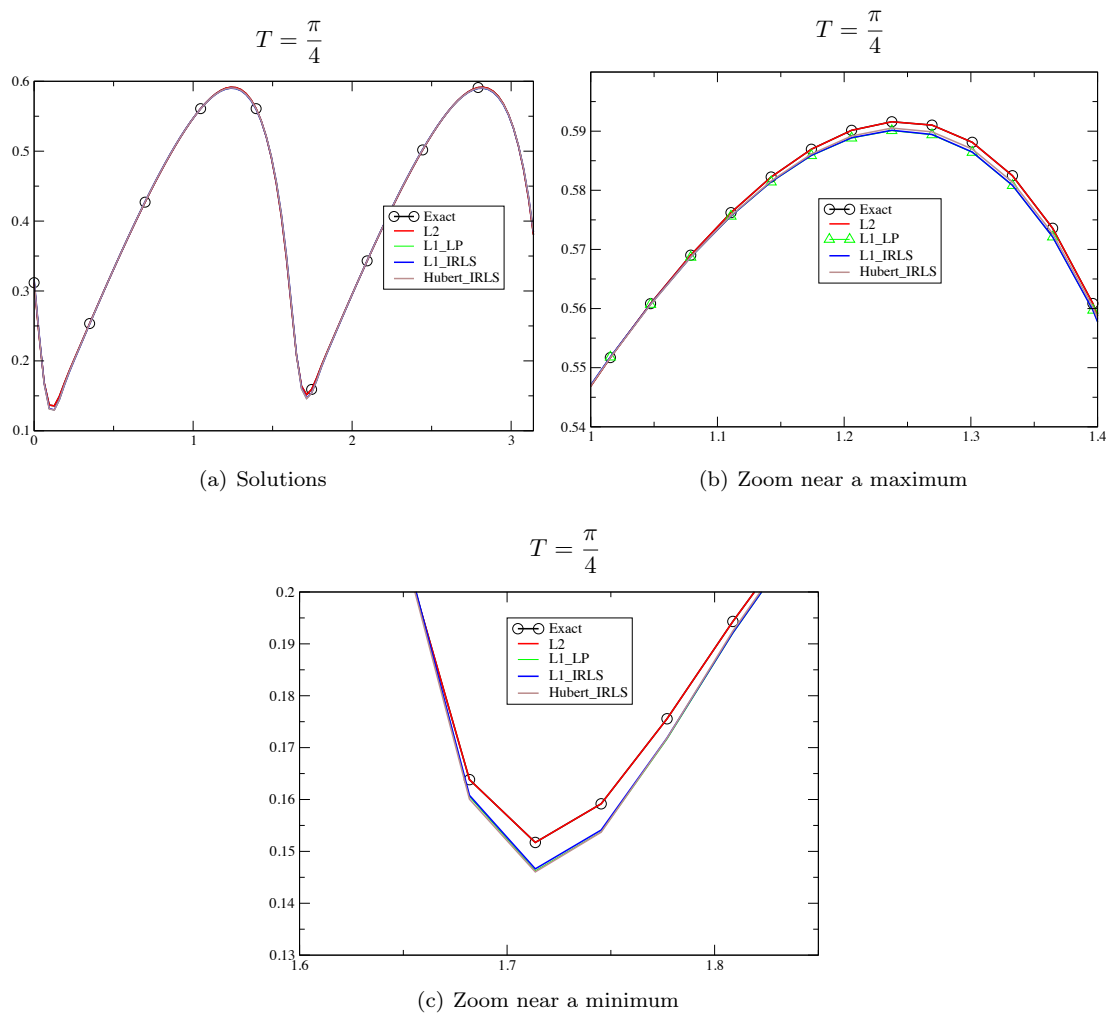 T = π/4
0.6
0.5
0.4
0.3
0.2
0.1
0
1
2
3
Exact
L2
L1_LP
L1_IRLS
Hubert_IRLS
(a) Solutions
T = π/4
0.59
0.58
0.57
0.56
0.55
0.54
1
1.1
1.2
1.3
1.4
Exact
L2
L1_LP
L1_IRLS
Hubert_IRLS
(b) Zoom near a maximum
T = π/4
0.2
0.19
0.18
0.17
0.16
0.15
0.14
0.13
1.6
1.7
1.8
Exact
L2
L1_LP
L1_IRLS
Hubert_IRLS
(c) Zoom near a minimum